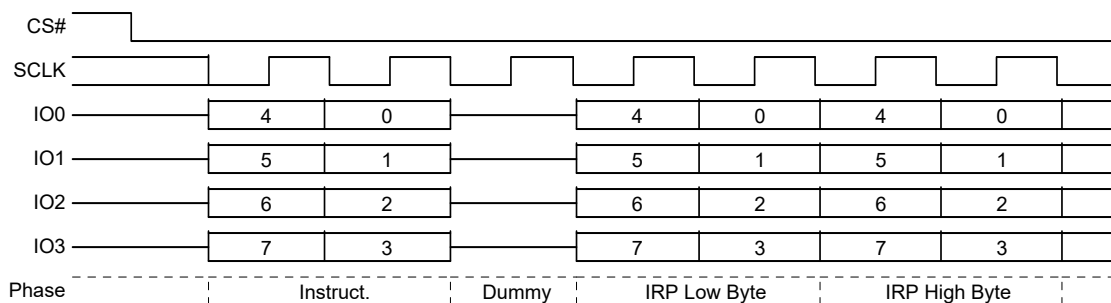 CS#
SCLK
IO0 4 0 4 0 4 0
IO1 5 1 5 1 5 1
IO2 6 2 6 2 6 2
IO3 7 3 7 3 7 3
Phase Instruct. Dummy IRP Low Byte IRP High Byte